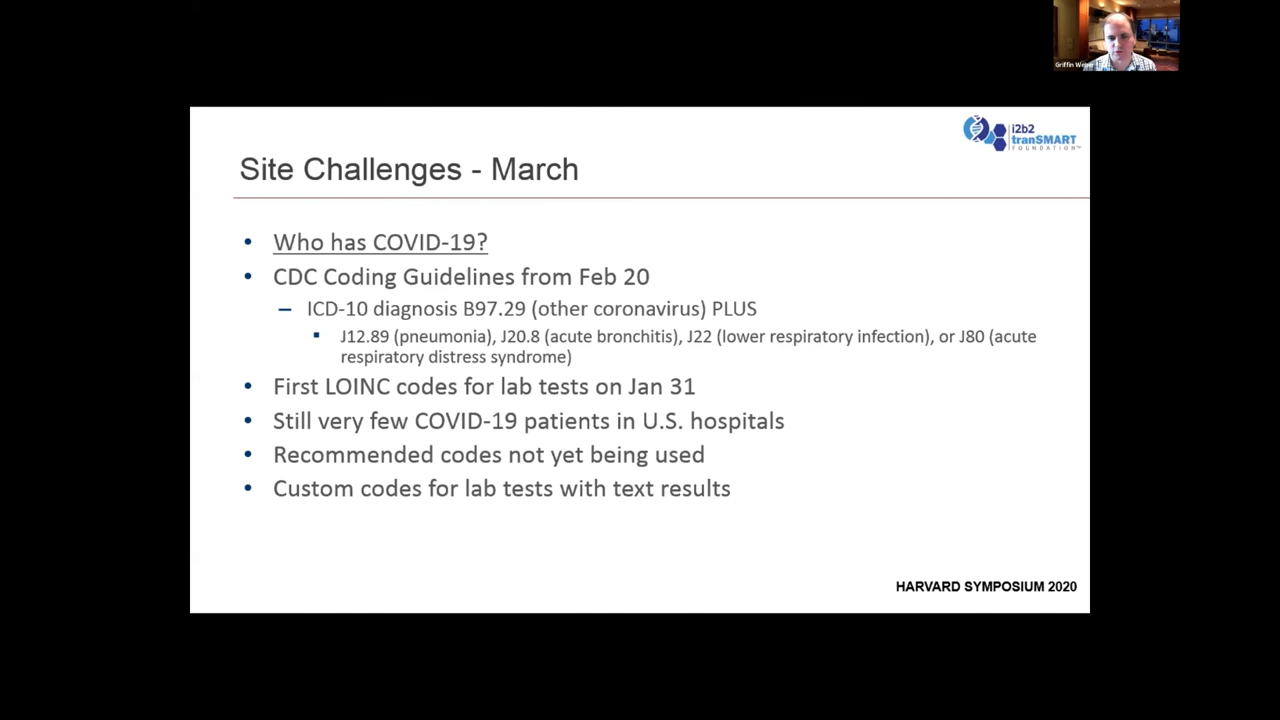 Griffin Weber
i2b2
tranSMART
FOUNDATION™
Site Challenges - March
• Who has COVID-19?
• CDC Coding Guidelines from Feb 20
– ICD-10 diagnosis B97.29 (other coronavirus) PLUS
▪ J12.89 (pneumonia), J20.8 (acute bronchitis), J22 (lower respiratory infection), or J80 (acute
respiratory distress syndrome)
• First LOINC codes for lab tests on Jan 31
• Still very few COVID-19 patients in U.S. hospitals
• Recommended codes not yet being used
• Custom codes for lab tests with text results
HARVARD SYMPOSIUM 2020